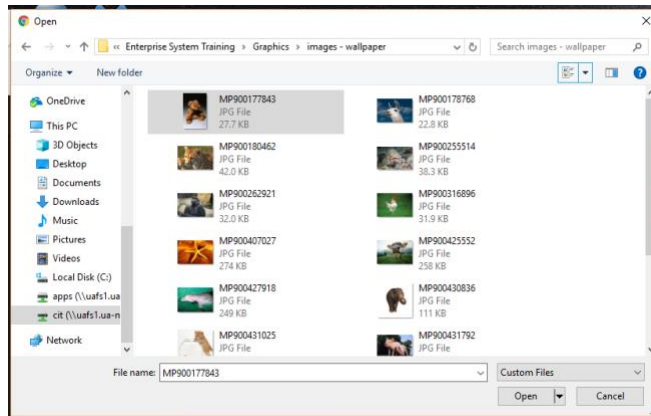 Open
« Enterprise System Training > Graphics > images - wallpaper
Search images - wallpaper
Organize
New folder
OneDrive
This PC
3D Objects
Desktop
Documents
Downloads
Music
Pictures
Videos
Local Disk (C:)
apps (\\uafs1.ua
cit (\\uafs1.ua-n
Network
MP900177843
JPG File
27.7 KB
MP900178768
JPG File
22.8 KB
MP900180462
JPG File
42.0 KB
MP900255514
JPG File
38.3 KB
MP900262921
JPG File
32.0 KB
MP900316896
JPG File
31.9 KB
MP900407027
JPG File
274 KB
MP900425552
JPG File
258 KB
MP900427918
JPG File
249 KB
MP900430836
JPG File
111 KB
MP900431025
JPG File
MP900431792
JPG File
File name: MP900177843
Custom Files
Open
Cancel